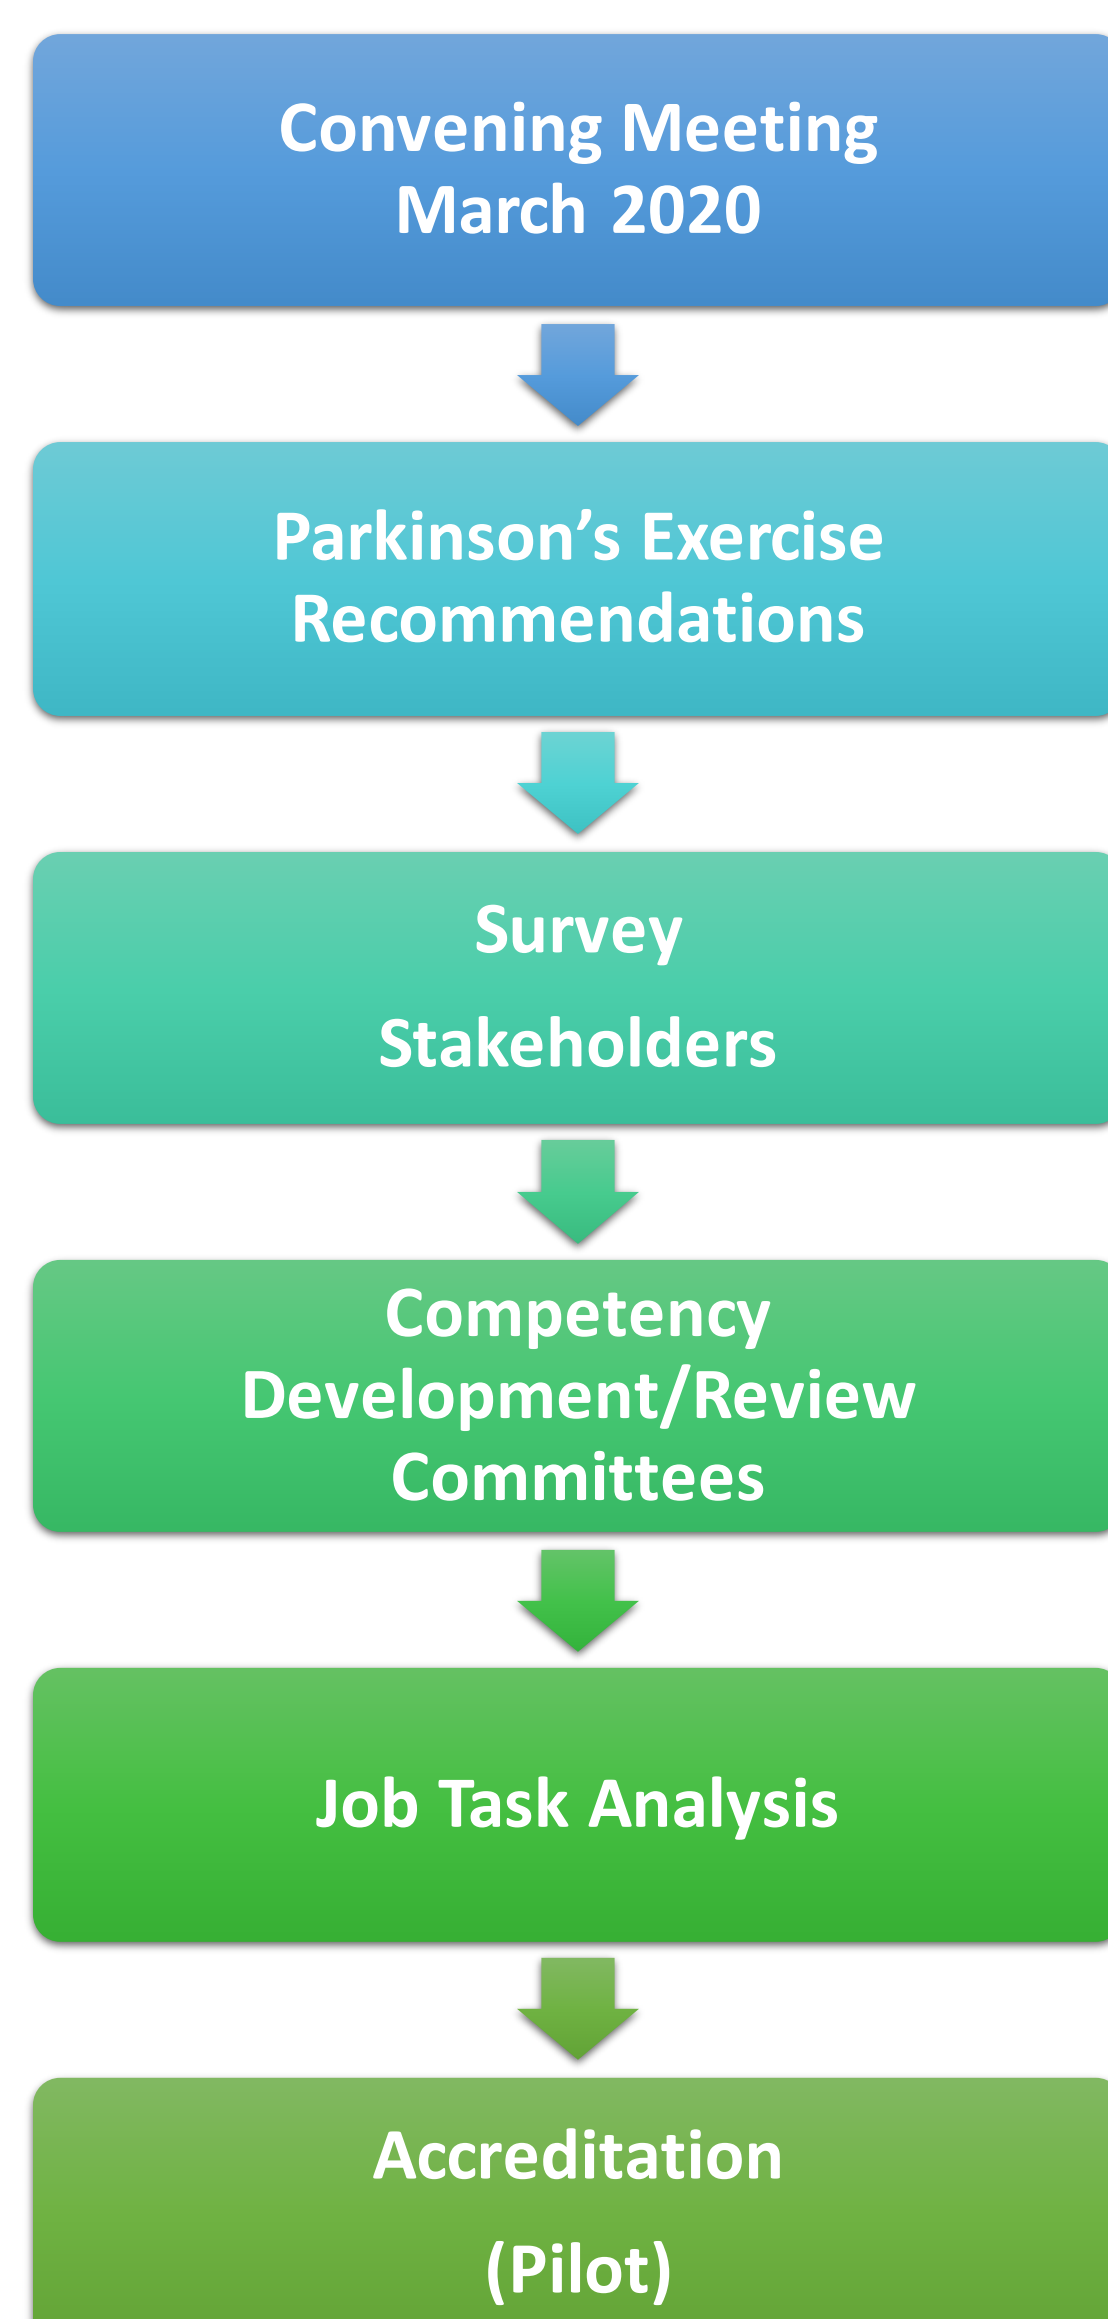 Convening Meeting
March 2020
Parkinson’s Exercise
Recommendations
Survey
Stakeholders
Competency
Development/Review
Committees
Job Task Analysis
Accreditation
(Pilot)